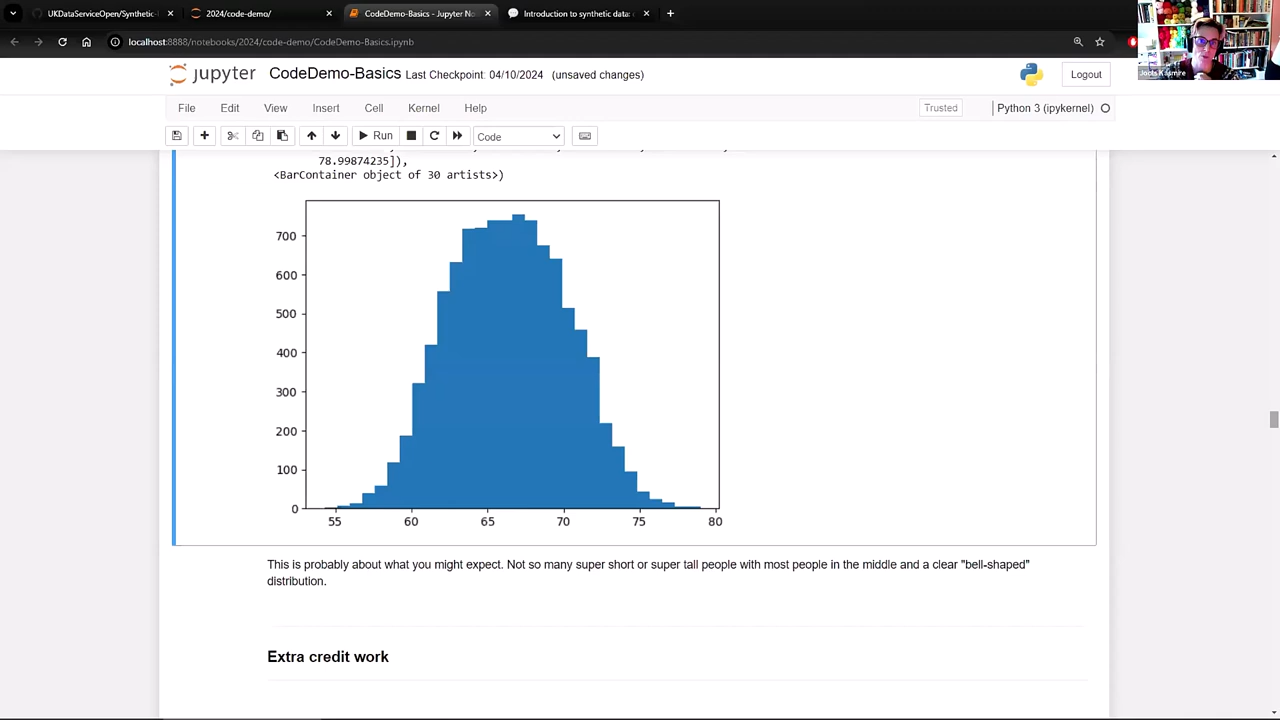 UKDataServiceOpen/Synthetic-
2024/code-demo/
CodeDemo-Basics - Jupyter No
Introduction to synthetic data:
localhost:8888/notebooks/2024/code-demo/CodeDemo-Basics.ipynb
Jools Kasmire
jupyter CodeDemo-Basics Last Checkpoint: 04/10/2024 (unsaved changes)
Logout
File Edit View Insert Cell Kernel Help
Trusted
Python 3 (ipykernel)
Run
Code
78.99874235]),
<BarContainer object of 30 artists>)
700
600
500
400
300
200
100
0
55 60 65 70 75 80
This is probably about what you might expect. Not so many super short or super tall people with most people in the middle and a clear "bell-shaped"
distribution.
Extra credit work